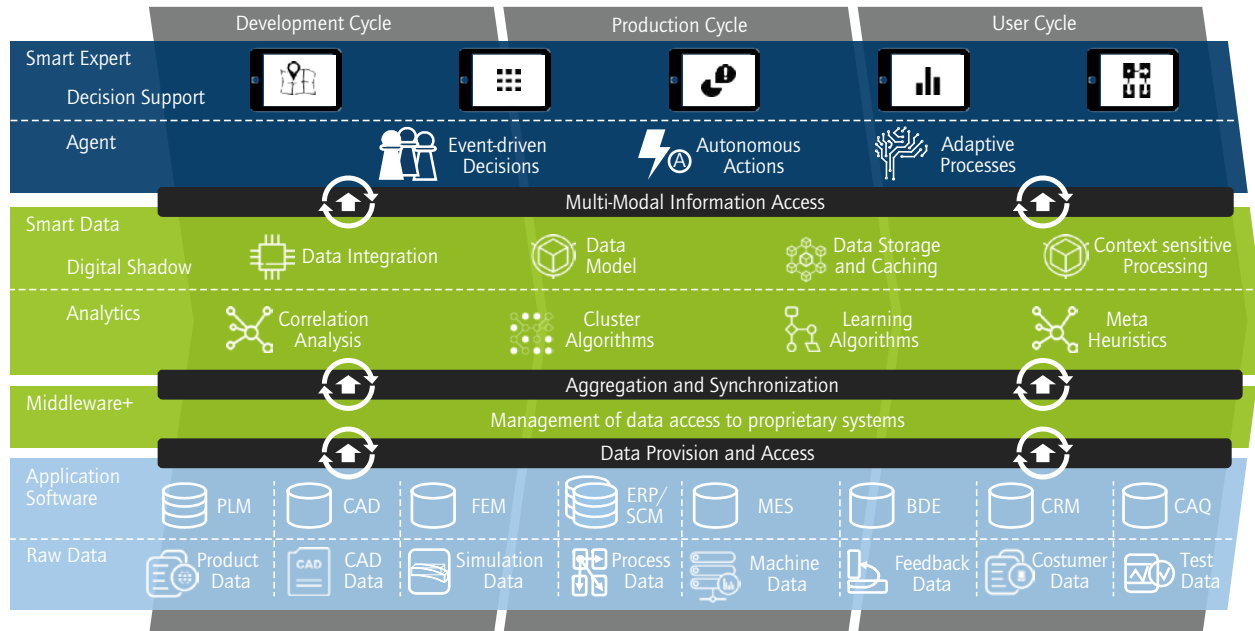 Development Cycle
Production Cycle
User Cycle
Smart Expert
Decision Support
Agent
Event-driven
Decisions
A
Autonomous
Actions
Adaptive
Processes
Multi-Modal Information Access
Smart Data
Digital Shadow
Data Integration
Data
Model
Data Storage
and Caching
Context sensitive
Processing
Analytics
Correlation
Analysis
Cluster
Algorithms
Learning
Algorithms
Meta
Heuristics
Aggregation and Synchronization
Middleware+
Management of data access to proprietary systems
Data Provision and Access
Application
Software
PLM
CAD
FEM
ERP/
SCM
MES
BDE
CRM
CAQ
Raw Data
Product
Data
CAD
CAD
Data
Simulation
Data
Process
Data
Machine
Data
Feedback
Data
Costumer
Data
Test
Data